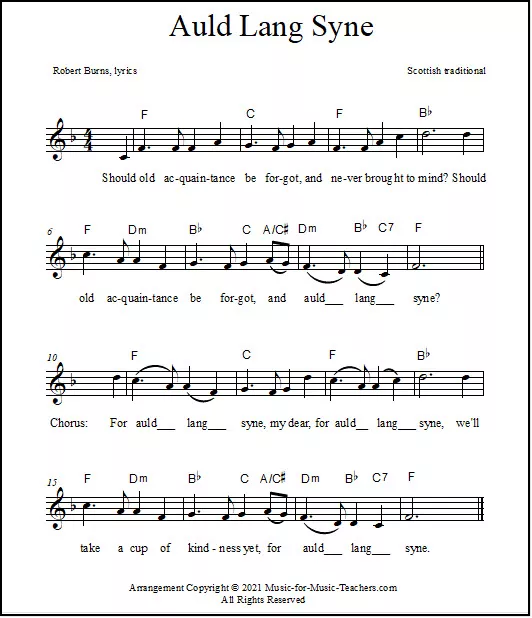 Auld Lang Syne
Robert Burns, lyrics Scottish traditional
F C F B♭
4
4
Should old ac-quain-tance be for-got, and ne-ver brought to mind? Should
6 F Dm B♭ C A/C# Dm B♭ C7 F
old ac-quain-tance be for-got, and auld___ lang___ syne?
10 F C F B♭
Chorus: For auld__ lang___ syne, my dear, for auld__ lang___ syne, we'll
15 F Dm B♭ C A/C# Dm B♭ C7 F
take a cup of kind - ness yet, for auld___ lang___ syne.
Arrangement Copyright © 2021 Music-for-Music-Teachers.com
All Rights Reserved